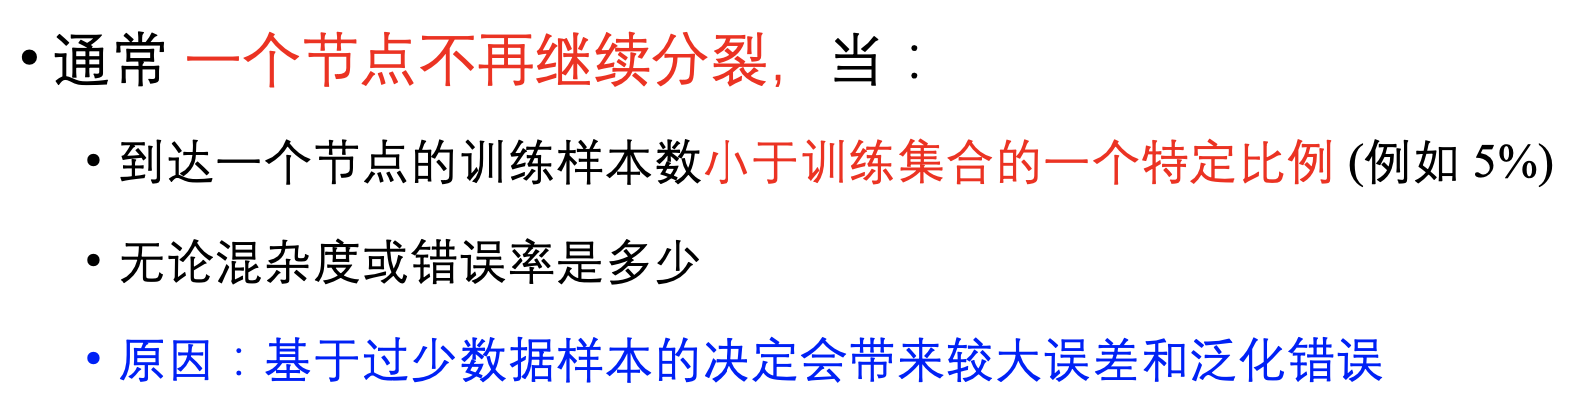 • 通常 一个节点不再继续分裂, 当：
• 到达一个节点的训练样本数小于训练集合的一个特定比例 (例如 5%)
• 无论混杂度或错误率是多少
• 原因：基于过少数据样本的决定会带来较大误差和泛化错误